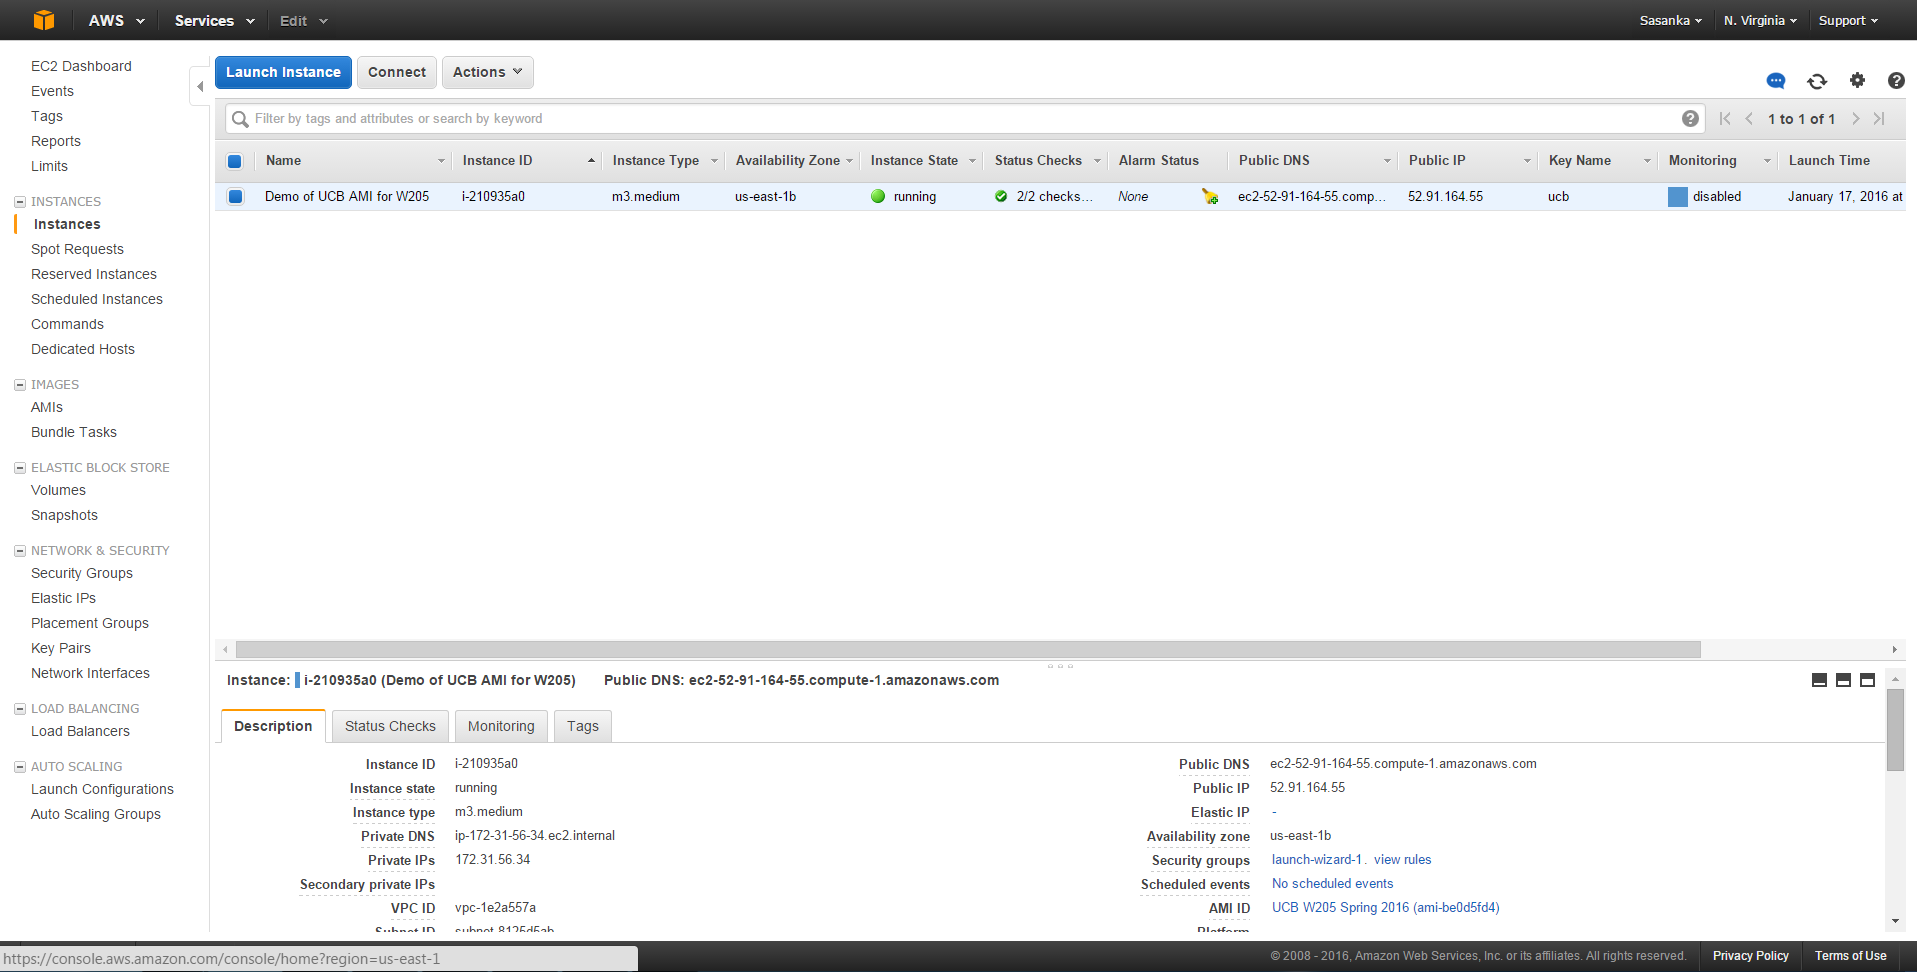 AWS Services Edit Sasanka N. Virginia Support
EC2 Dashboard
Events
Tags
Reports
Limits
INSTANCES
Instances
Spot Requests
Reserved Instances
Scheduled Instances
Commands
Dedicated Hosts
IMAGES
AMIs
Bundle Tasks
ELASTIC BLOCK STORE
Volumes
Snapshots
NETWORK & SECURITY
Security Groups
Elastic IPs
Placement Groups
Key Pairs
Network Interfaces
LOAD BALANCING
Load Balancers
AUTO SCALING
Launch Configurations
Auto Scaling Groups
Launch Instance Connect Actions
Filter by tags and attributes or search by keyword 1 to 1 of 1
Name Instance ID Instance Type Availability Zone Instance State Status Checks Alarm Status Public DNS Public IP Key Name Monitoring Launch Time
Demo of UCB AMI for W205 i-210935a0 m3.medium us-east-1b running 2/2 checks... None ec2-52-91-164-55.comp... 52.91.164.55 ucb disabled January 17, 2016 at
Instance: i-210935a0 (Demo of UCB AMI for W205) Public DNS: ec2-52-91-164-55.compute-1.amazonaws.com
Description Status Checks Monitoring Tags
Instance ID i-210935a0 Public DNS ec2-52-91-164-55.compute-1.amazonaws.com
Instance state running Public IP 52.91.164.55
Instance type m3.medium Elastic IP -
Private DNS ip-172-31-56-34.ec2.internal Availability zone us-east-1b
Private IPs 172.31.56.34 Security groups launch-wizard-1. view rules
Secondary private IPs Scheduled events No scheduled events
VPC ID vpc-1e2a557a AMI ID UCB W205 Spring 2016 (ami-be0d5fd4)
Subnet ID subnet-8125d5ab Platform
https://console.aws.amazon.com/console/home?region=us-east-1
© 2008 - 2016, Amazon Web Services, Inc. or its affiliates. All rights reserved. Privacy Policy Terms of Use